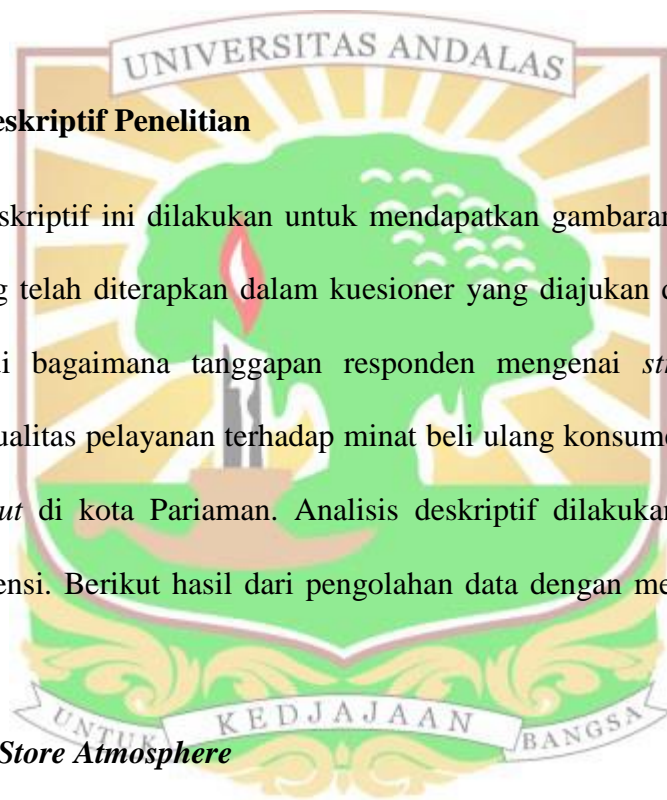 UNIVERSITAS ANDALAS
eskriptif Penelitian
skriptif ini dilakukan untuk mendapatkan gambaran
g telah diterapkan dalam kuesioner yang diajukan
di bagaimana tanggapan responden mengenai
ualitas pelayanan terhadap minat beli ulang konsume
ut di kota Pariaman. Analisis deskriptif dilakukan
ensi. Berikut hasil dari pengolahan data dengan me
Store Atmosphere
UNTUK KEDJAJAAN BANGSA